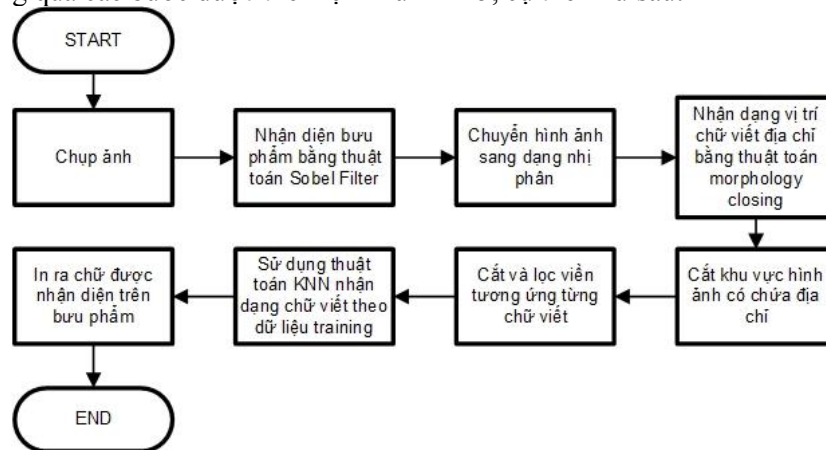 START
Chụp ảnh
Nhận diện bưu
phẩm bằng thuật
toán Sobel Filter
Chuyển hình ảnh
sang dạng nhị
phân
Nhận dạng vị trí
chữ viết địa chỉ
bằng thuật toán
morphology
closing
Cắt khu vực hình
ảnh có chứa địa
chỉ
Cắt và lọc viền
tương ứng từng
chữ viết
Sử dụng thuật
toán KNN nhận
dạng chữ viết theo
dữ liệu training
In ra chữ được
nhận diện trên
bưu phẩm
END